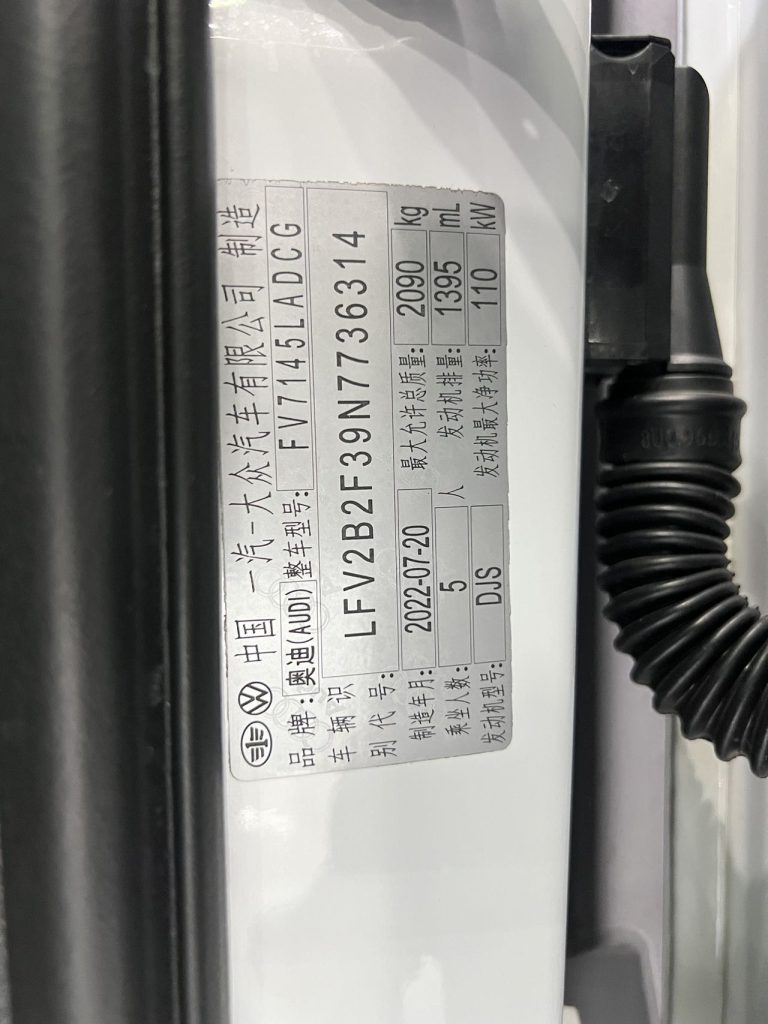 中国 一汽-大众汽车有限公司 制造
品牌: 奥迪(AUDI) 整车型号: FV7145LADCG
车辆识别代号: LFV2B2F39N7736314
制造年月: 2022-07-20 最大允许总质量: 2090 kg
乘坐人数: 5 人 发动机排量: 1395 mL
发动机型号: DJS 发动机最大净功率: 110 kW